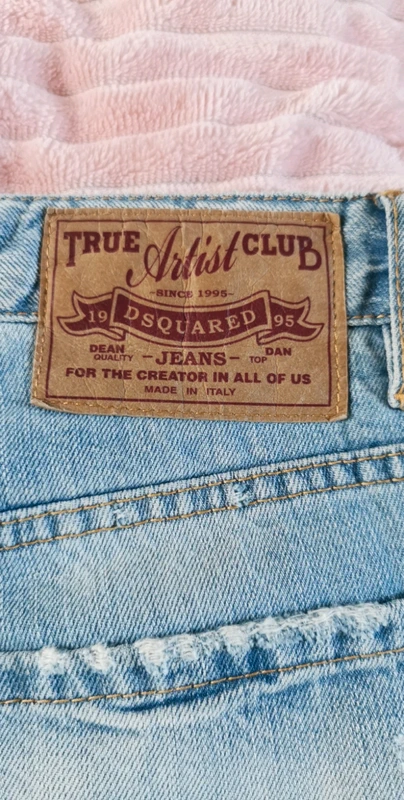 TRUE Artist CLUB
-SINCE 1995-
19 DSQUARED 95
DEAN QUALITY -JEANS- TOP DAN
FOR THE CREATOR IN ALL OF US
MADE IN ITALY